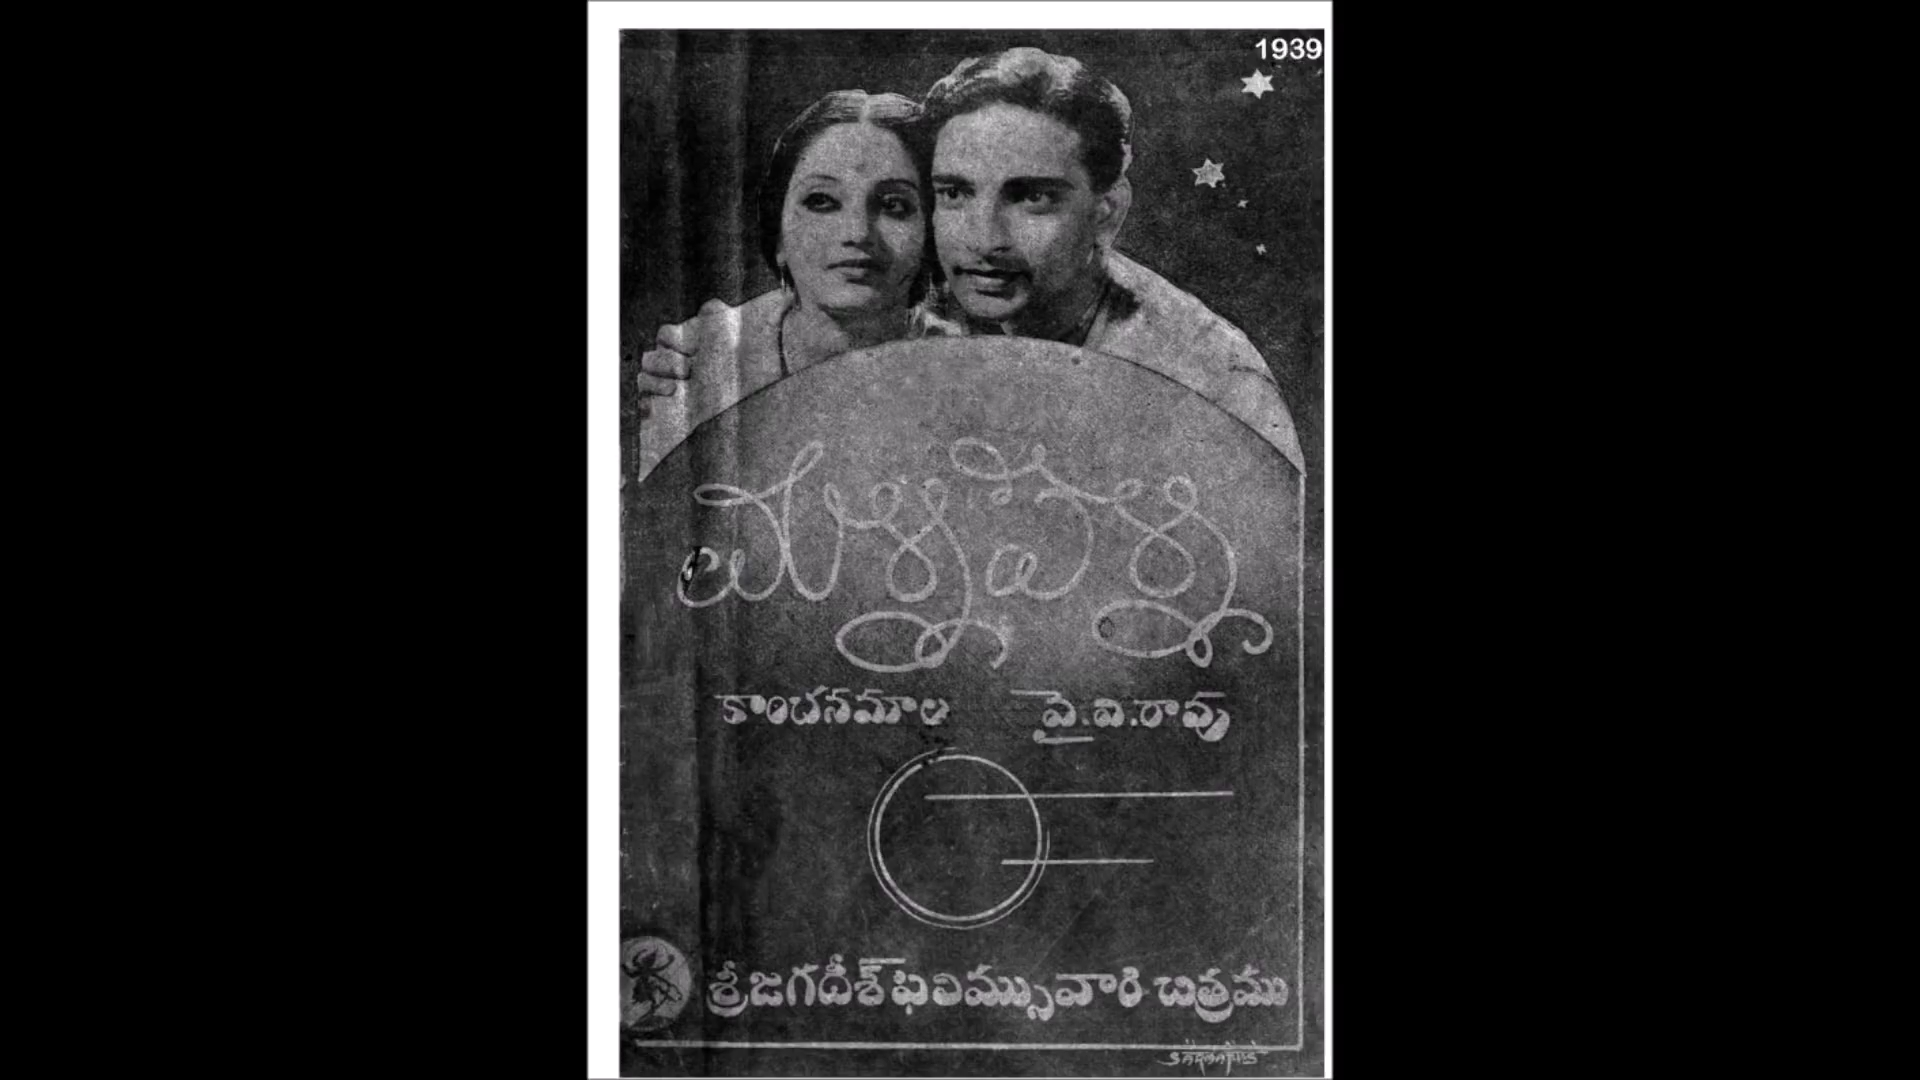 1939
మళ్ళీపెళ్ళి
కాంచనమాల వై.వి.రావు
శ్రీజగదీశ్ ఫిలిమ్సువారి చిత్రము